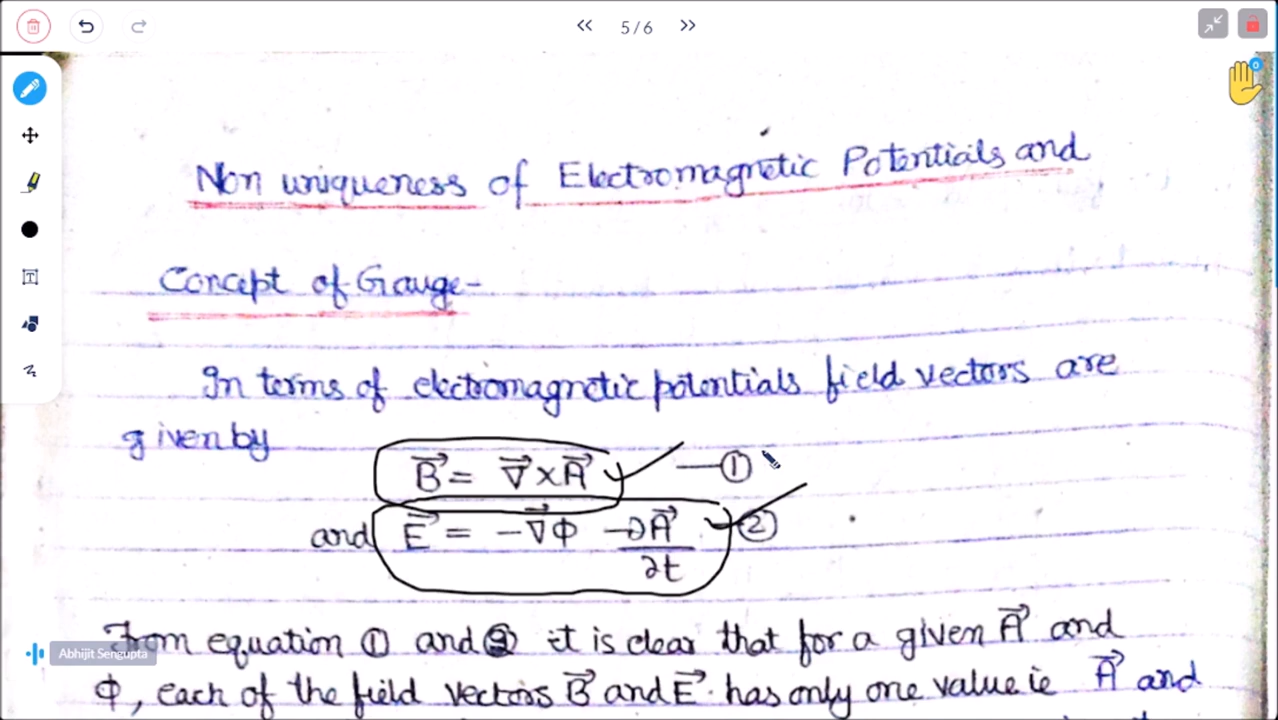 5/6
0
Non uniqueness of Electromagnetic Potentials and
Concept of Gauge-
In terms of electromagnetic potentials field vectors are
given by
B⃗ = ∇⃗ × A⃗ —①
and E⃗ = -∇⃗Φ -∂A⃗/∂t ②
From equation ① and ② it is clear that for a given A⃗ and
Abhijit Sengupta
Φ, each of the field vectors B⃗ and E⃗. has only one value ie A⃗ and